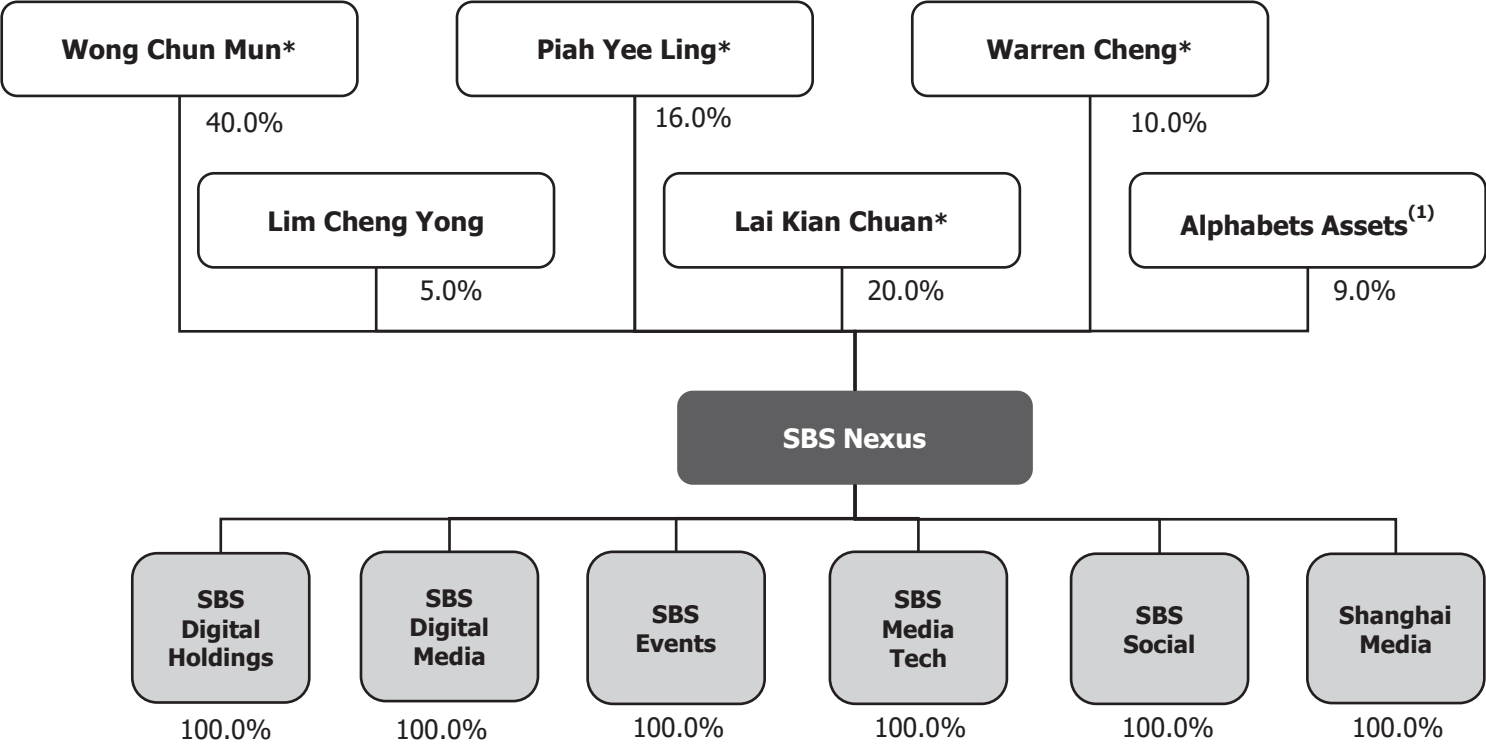 Wong Chun Mun*
Piah Yee Ling*
Warren Cheng*
40.0%
16.0%
10.0%
Lim Cheng Yong
Lai Kian Chuan*
Alphabets Assets(1)
5.0%
20.0%
9.0%
SBS Nexus
SBS
Digital
Holdings
SBS
Digital
Media
SBS
Events
SBS
Media
Tech
SBS
Social
Shanghai
Media
100.0%
100.0%
100.0%
100.0%
100.0%
100.0%